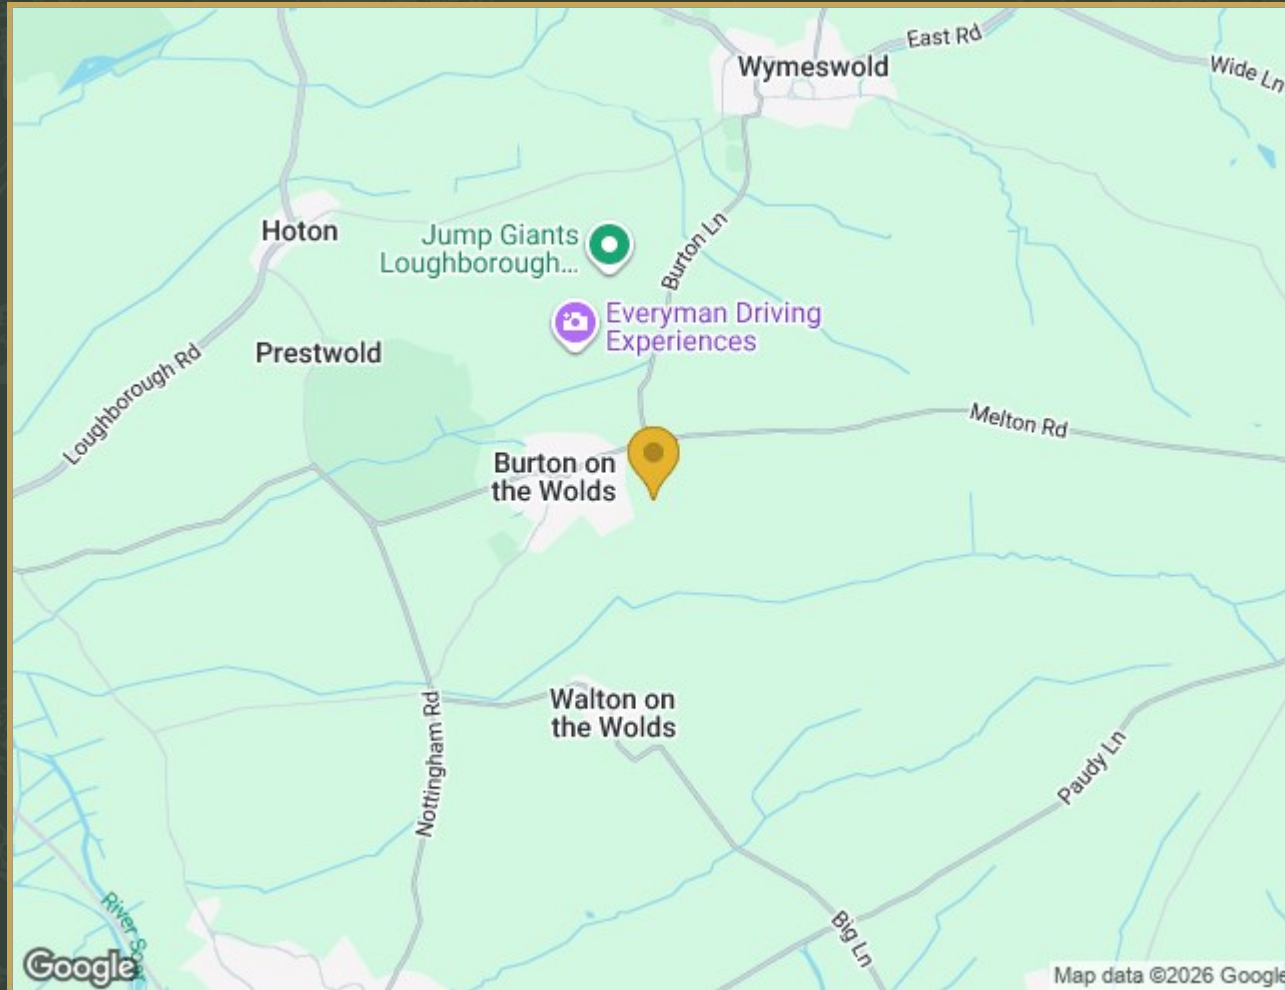 East Rd
Wymeswold
Wide Ln
Hoton
Jump Giants
Loughborough...
Burton Ln
Everyman Driving
Experiences
Prestwold
Loughborough Rd
Melton Rd
Burton on
the Wolds
Walton on
the Wolds
Nottingham Rd
Paudy Ln
River Soar
Big Ln
Google
Map data ©2026 Google